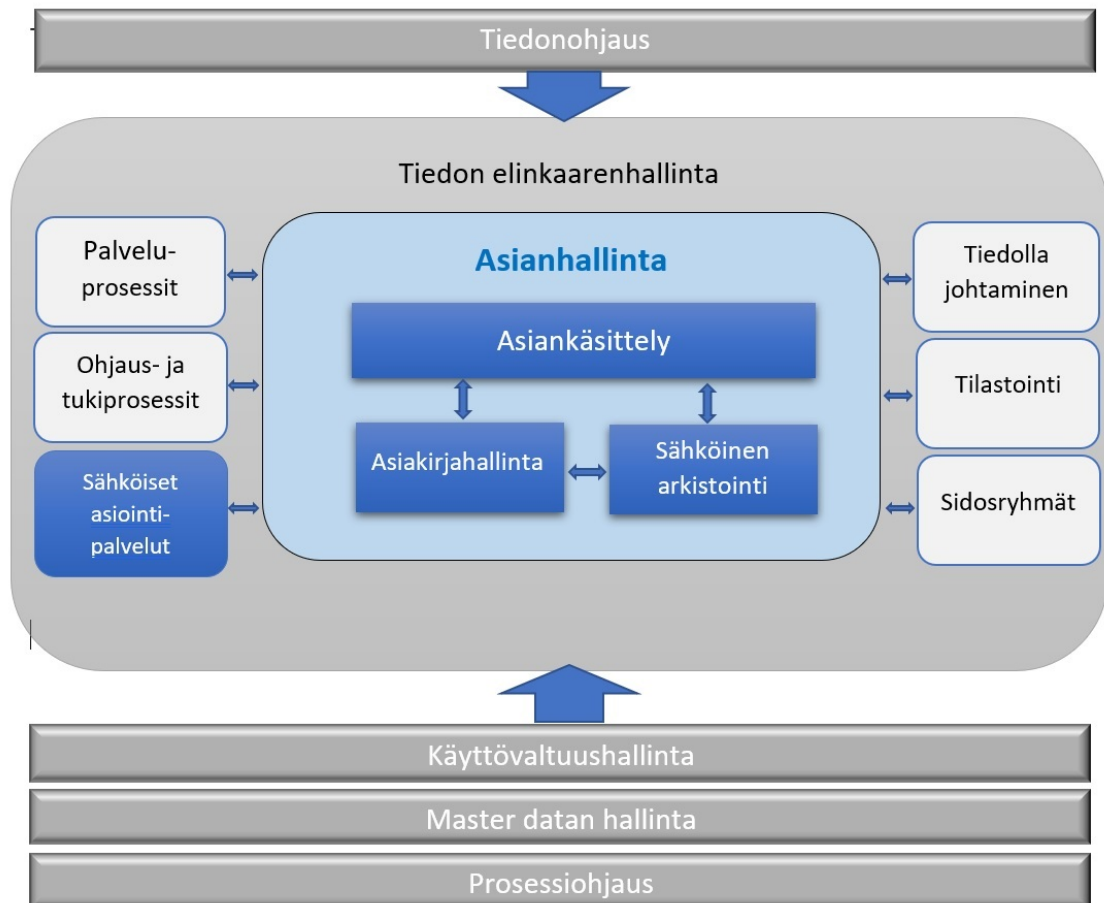 Tiedonohjaus
Tiedon elinkaarenhallinta
Palvelu-
prosessit
Ohjaus- ja
tukiprosessit
Sähköiset
asiointi-
palvelut
Asianhallinta
Asiankäsittely
Asiakirjahallinta
Sähköinen
arkistointi
Tiedolla
johtaminen
Tilastointi
Sidosryhmät
Käyttövaltuushallinta
Master datan hallinta
Prosessiohjaus